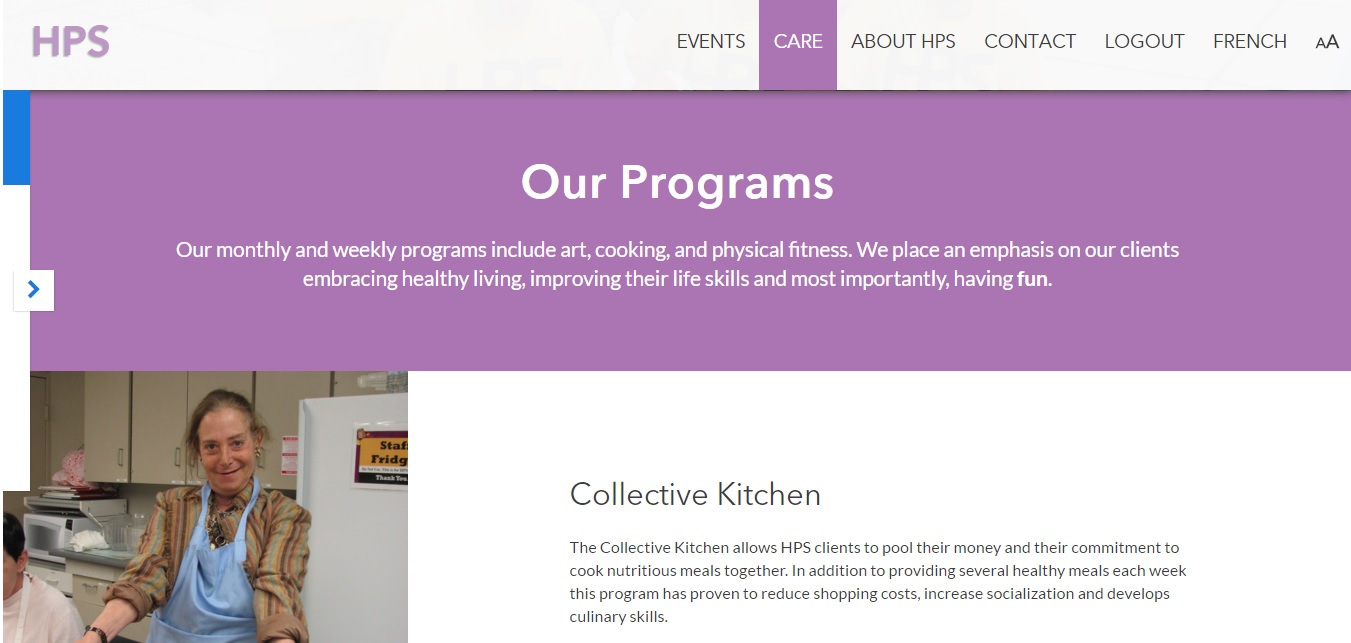 HPS
EVENTS CARE ABOUT HPS CONTACT LOGOUT FRENCH AA
Our Programs
Our monthly and weekly programs include art, cooking, and physical fitness. We place an emphasis on our clients
embracing healthy living, improving their life skills and most importantly, having fun.
Staf
Fridg
Thank You
Collective Kitchen
The Collective Kitchen allows HPS clients to pool their money and their commitment to
cook nutritious meals together. In addition to providing several healthy meals each week
this program has proven to reduce shopping costs, increase socialization and develops
culinary skills.